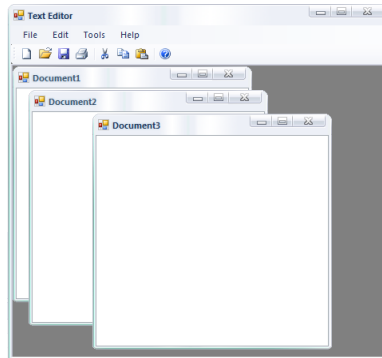 Text Editor
File Edit Tools Help
Document1
Document2
Document3